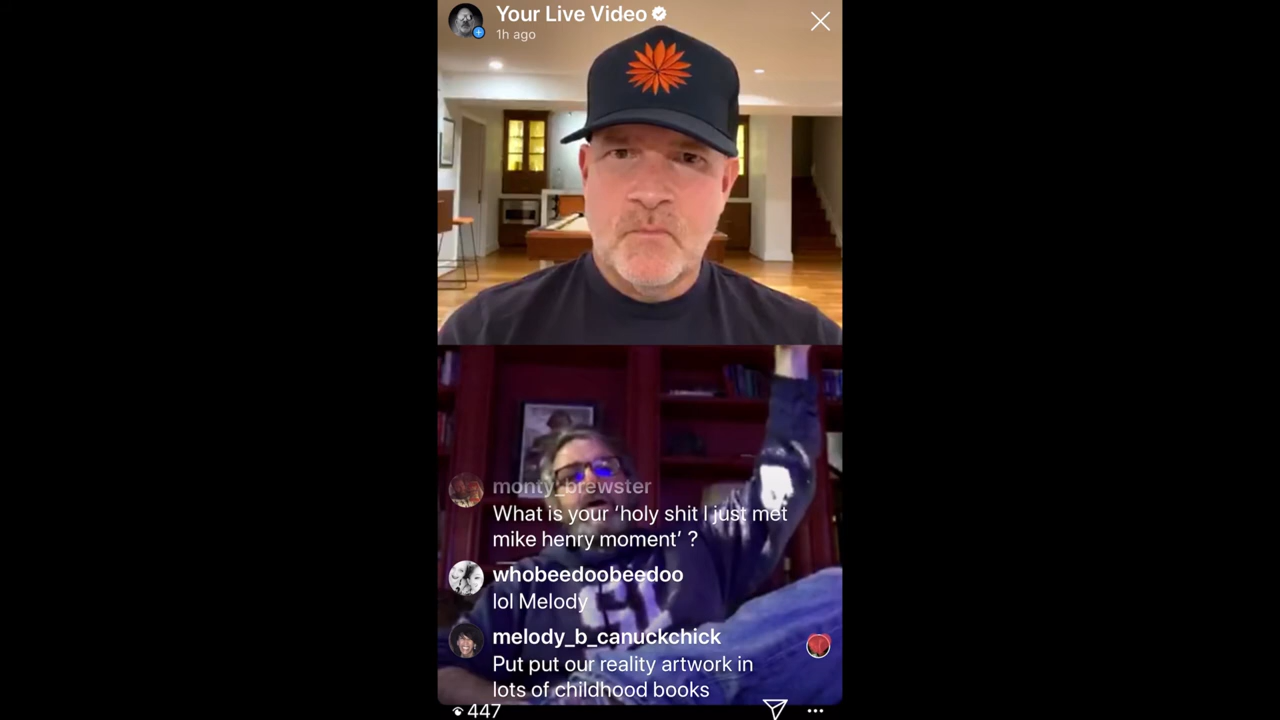 Your Live Video
1h ago
monty_brewster
What is your ‘holy shit I just met
mike henry moment’ ?
whobeedoobeedoo
lol Melody
melody_b_canuckchick
Put put our reality artwork in
lots of childhood books
447